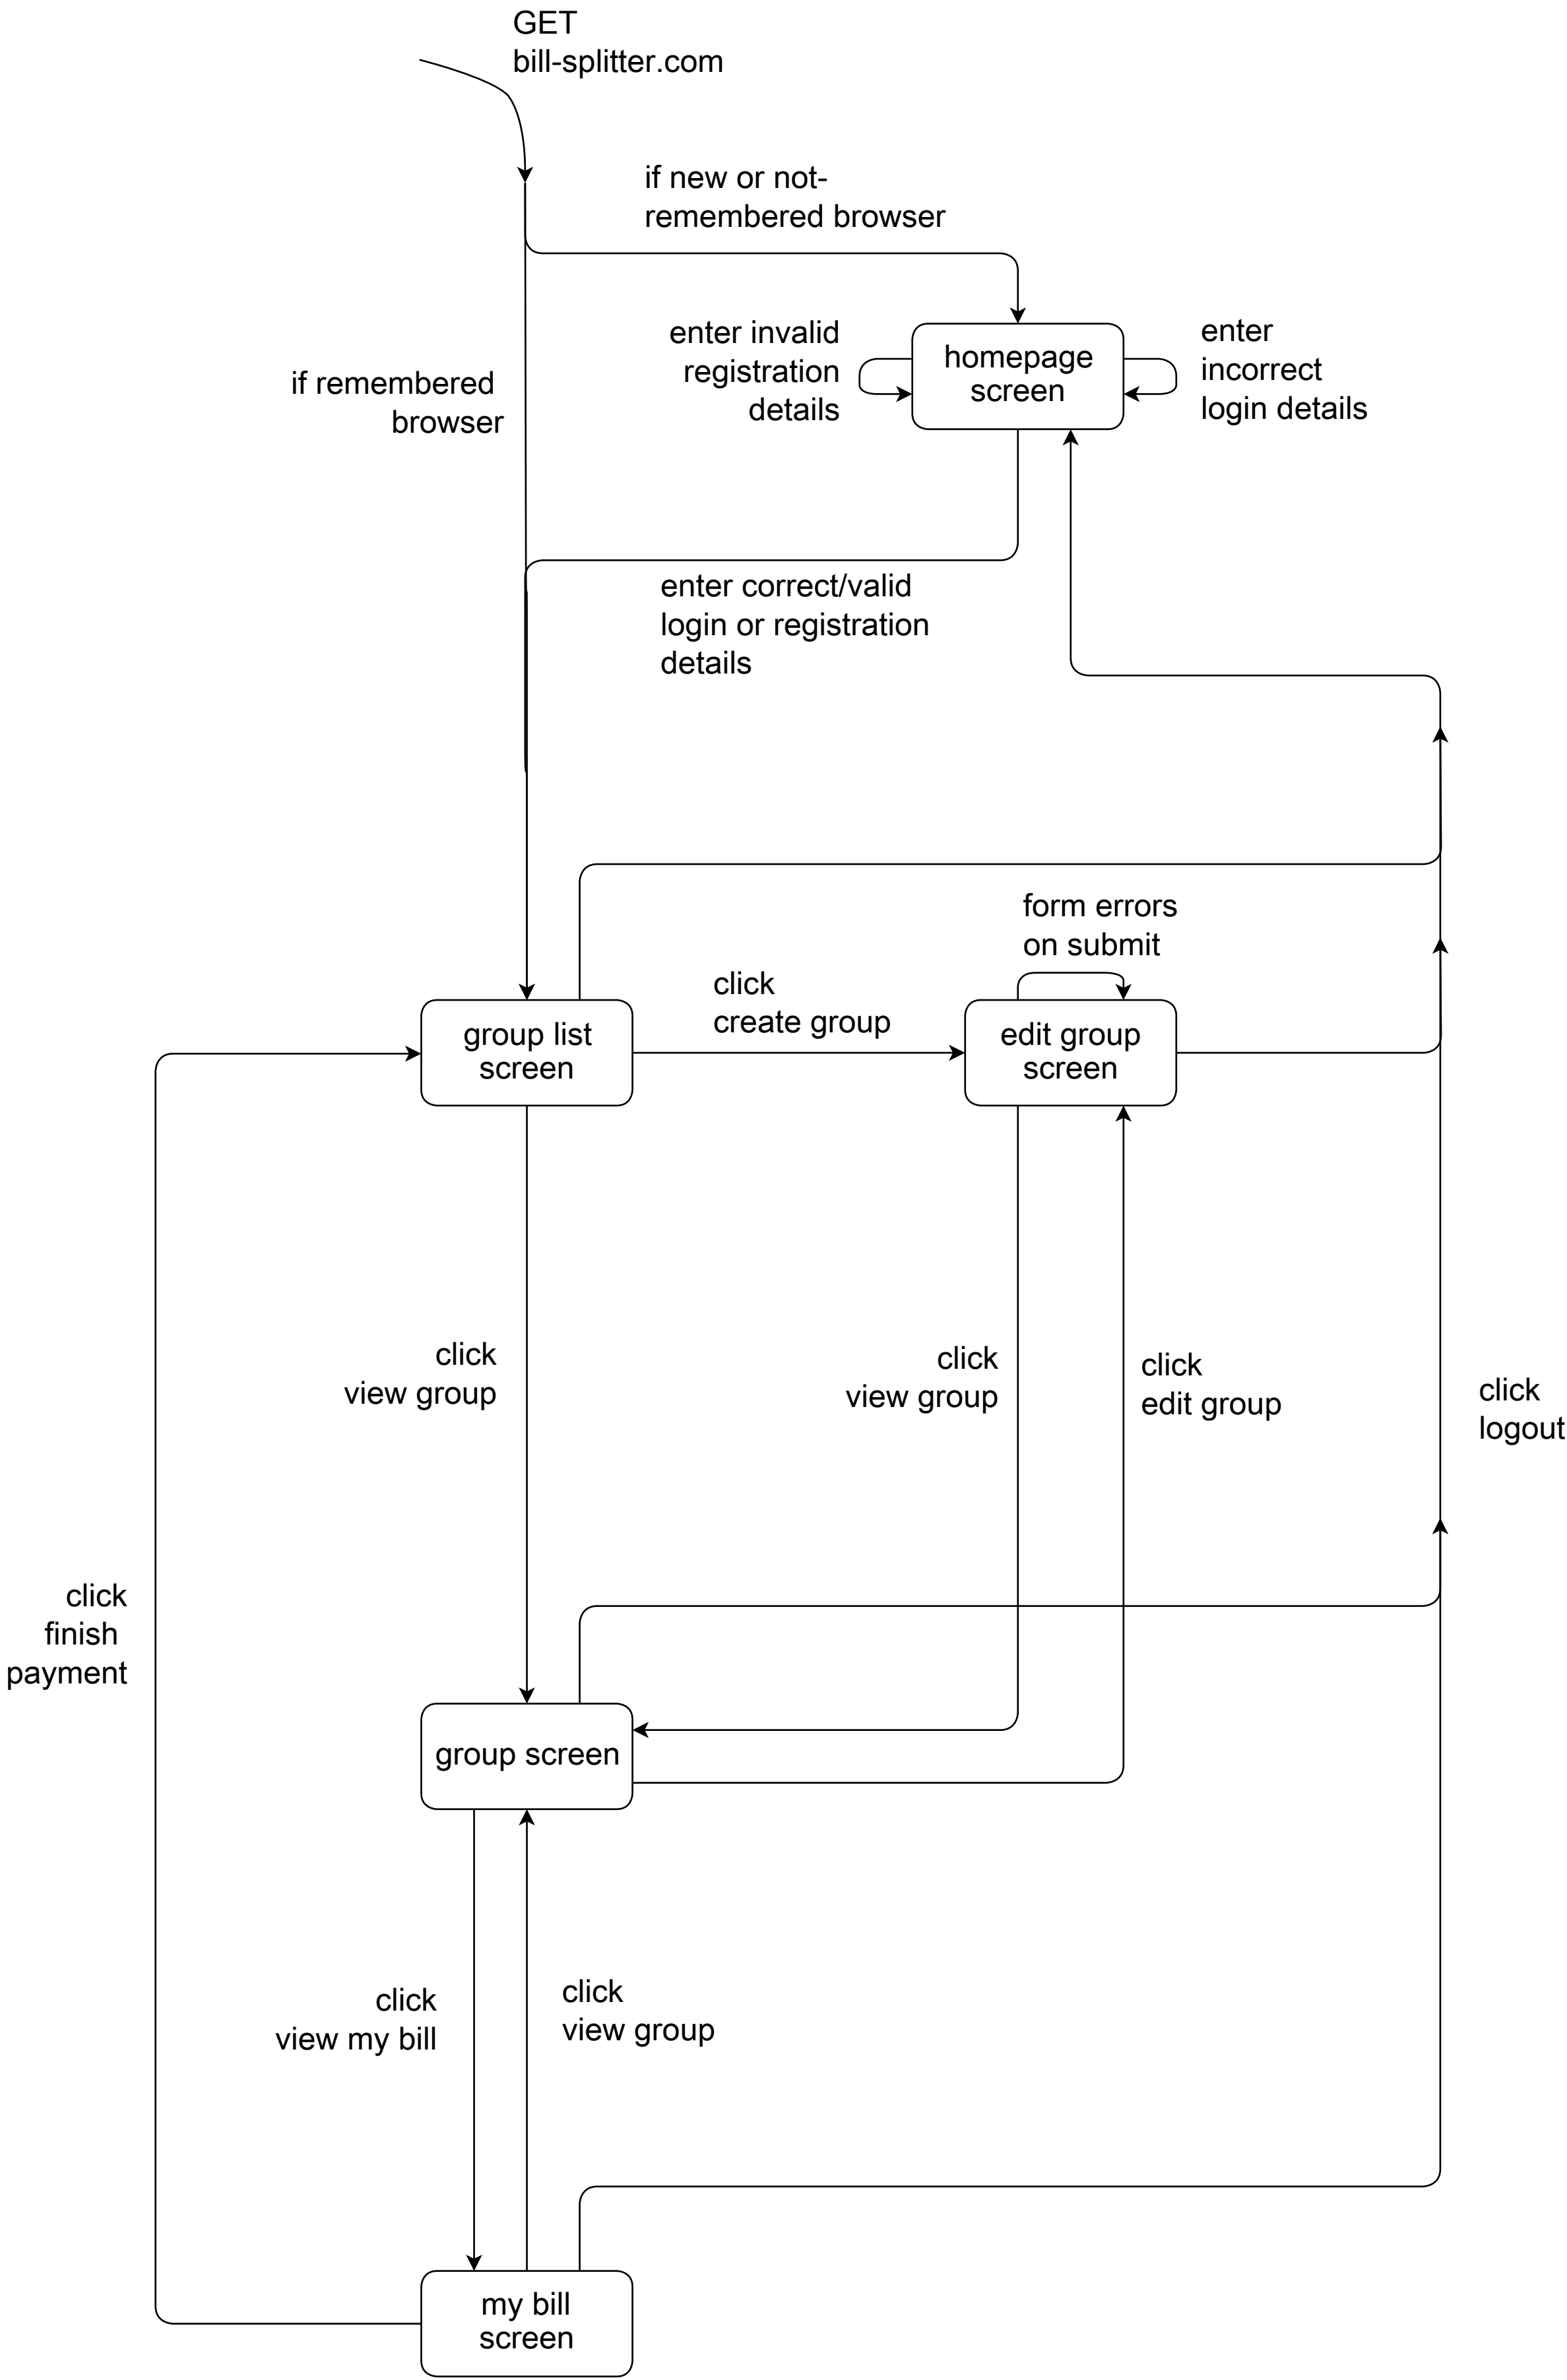 GET
bill-splitter.com
if new or not-
remembered browser
if remembered
browser
enter invalid
registration
details
homepage
screen
enter
incorrect
login details
enter correct/valid
login or registration
details
form errors
on submit
click
create group
group list
screen
edit group
screen
click
view group
click
view group
click
edit group
click
logout
click
finish
payment
group screen
click
view my bill
click
view group
my bill
screen